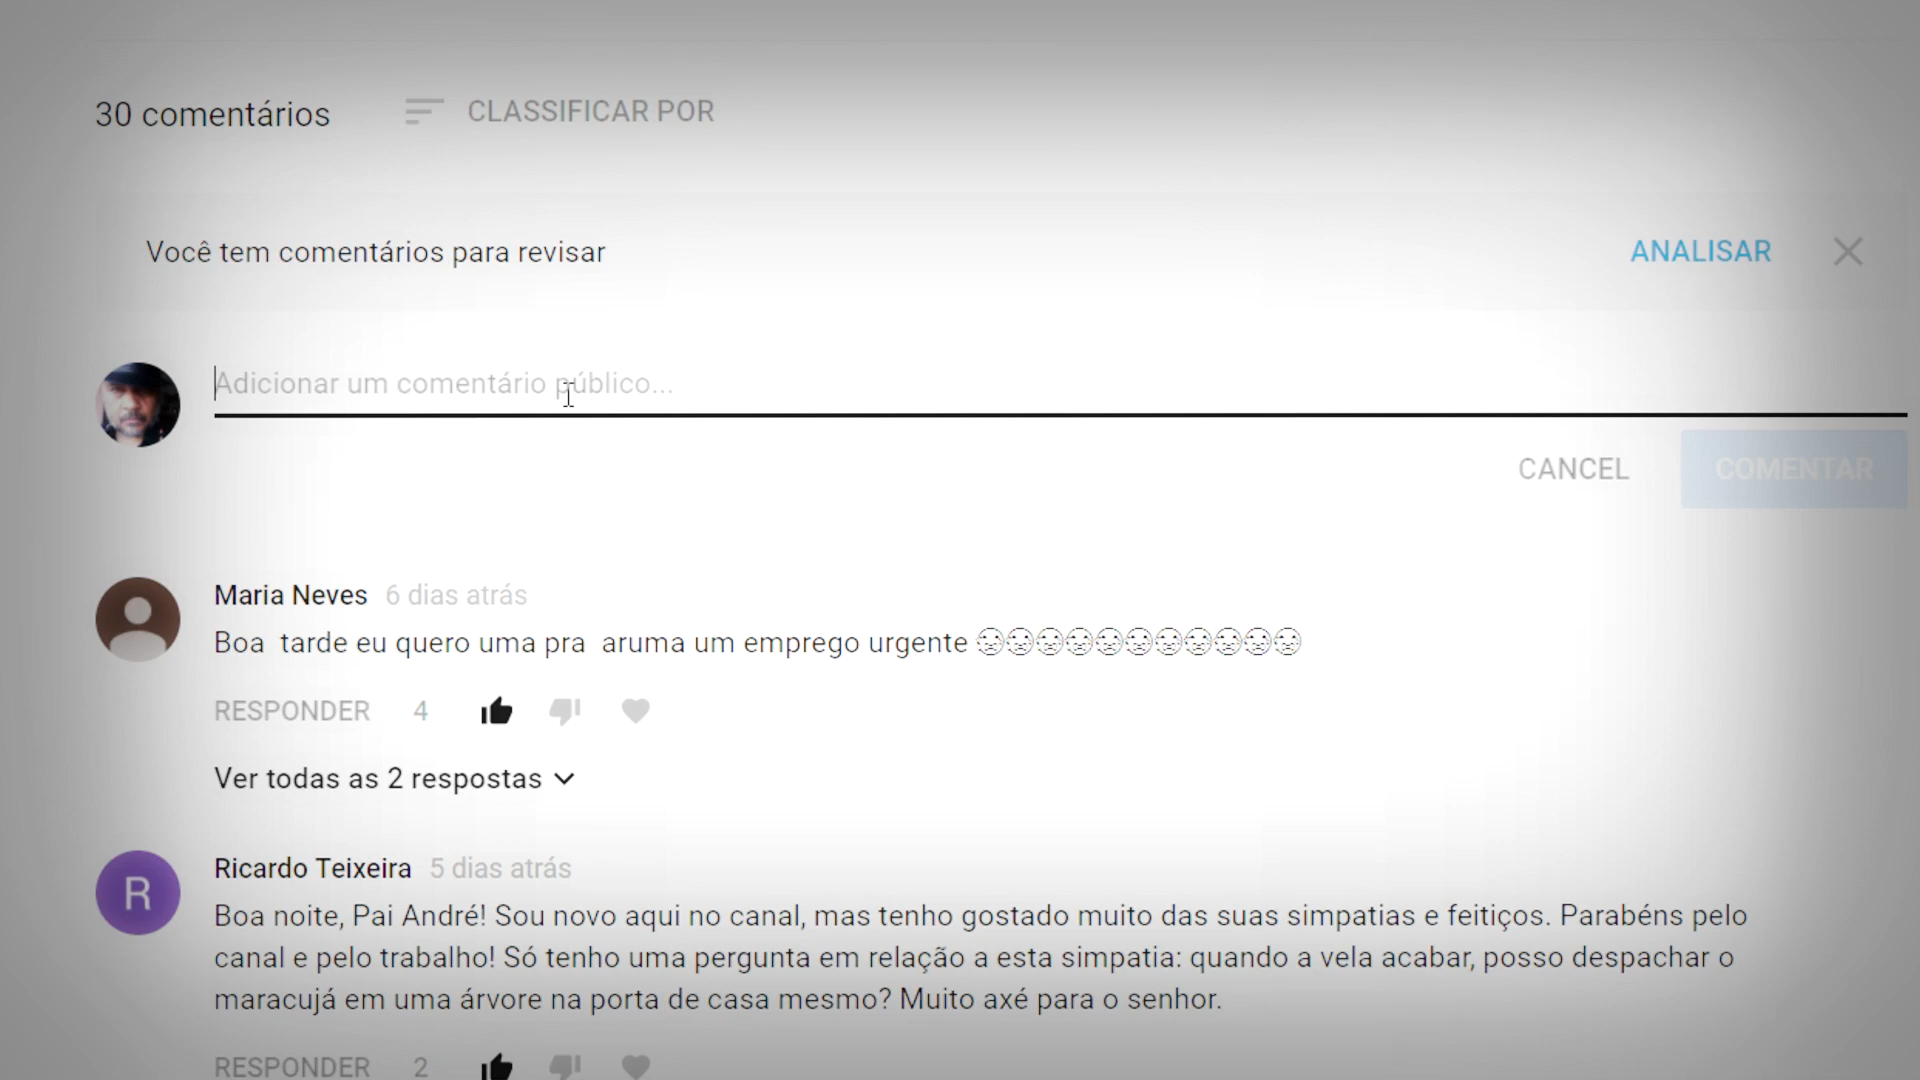 30 comentários
CLASSIFICAR POR
Você tem comentários para revisar
ANALISAR
Adicionar um comentário público...
CANCEL
COMENTAR
Maria Neves 6 dias atrás
Boa tarde eu quero uma pra aruma um emprego urgente
RESPONDER 4
Ver todas as 2 respostas
R
Ricardo Teixeira 5 dias atrás
Boa noite, Pai André! Sou novo aqui no canal, mas tenho gostado muito das suas simpatias e feitiços. Parabéns pelo
canal e pelo trabalho! Só tenho uma pergunta em relação a esta simpatia: quando a vela acabar, posso despachar o
maracujá em uma árvore na porta de casa mesmo? Muito axé para o senhor.
RESPONDER 2